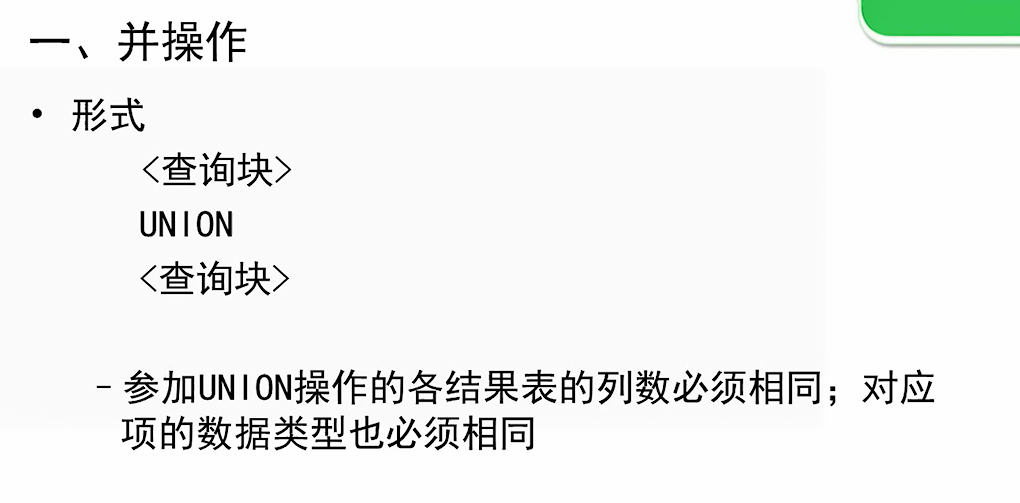 一、并操作
• 形式
<查询块>
UNION
<查询块>
-参加UNION操作的各结果表的列数必须相同；对应
项的数据类型也必须相同